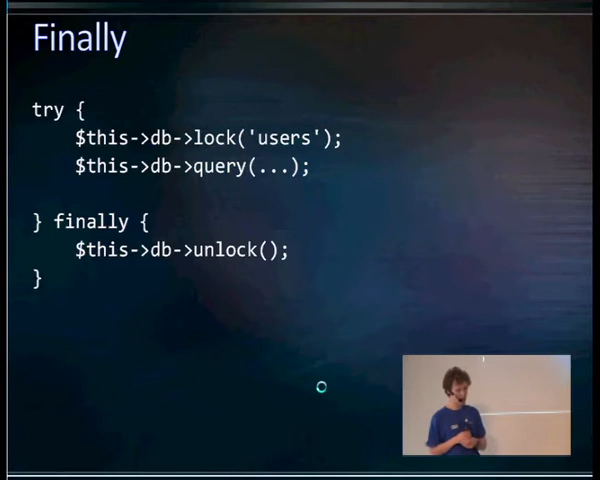 Finally
try {
$this->db->lock('users');
$this->db->query(...);
} finally {
$this->db->unlock();
}